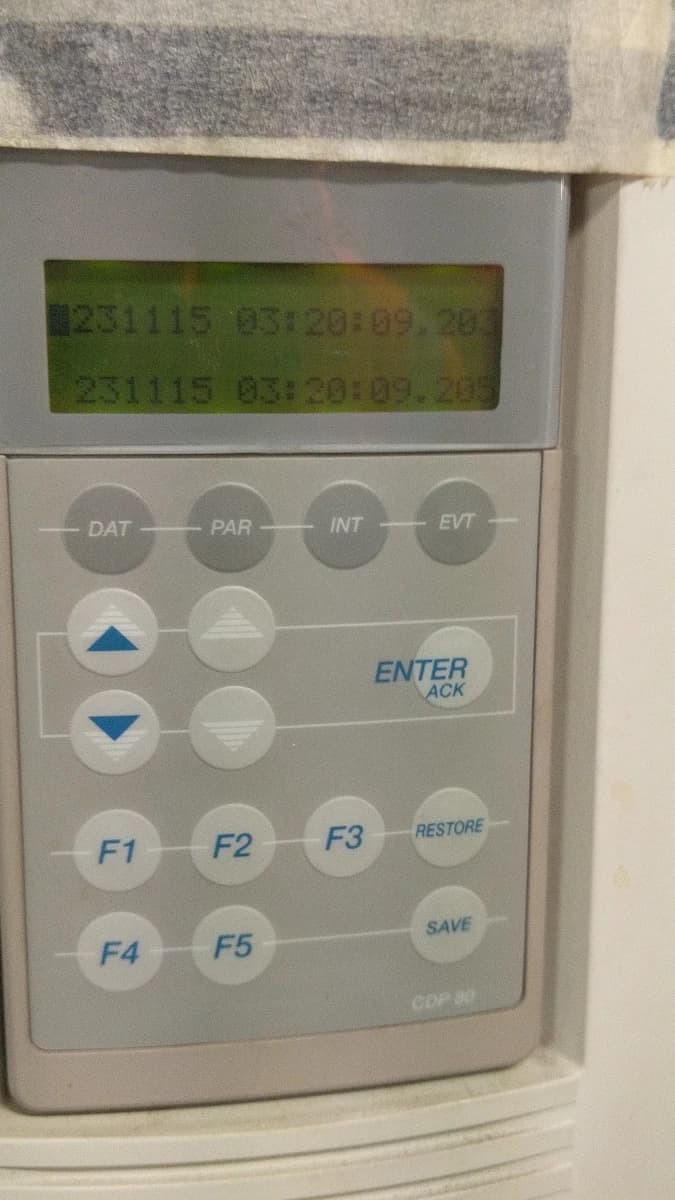 231115 03:20:09.203
231115 03:20:09.205
DAT PAR INT EVT
ENTER
ACK
F1 F2 F3 RESTORE
F4 F5 SAVE
CDP 80